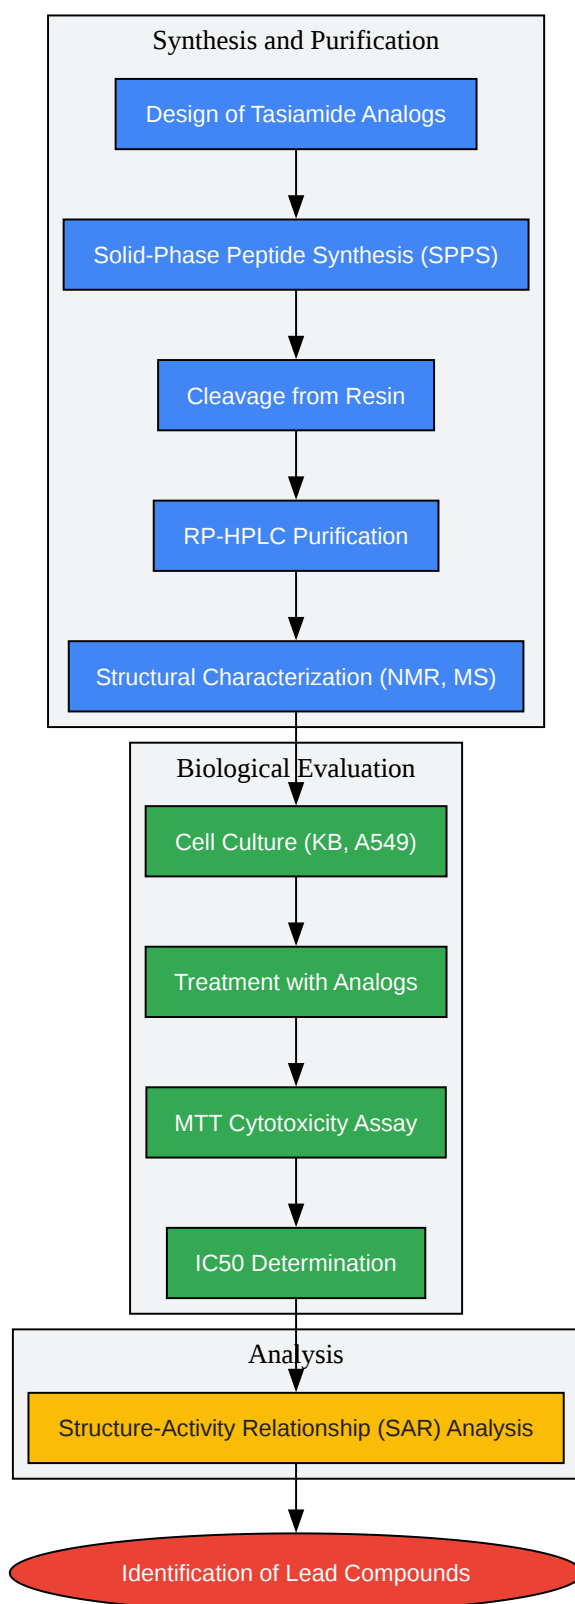 Synthesis and Purification
Design of Tasiamide Analogs
Solid-Phase Peptide Synthesis (SPPS)
Cleavage from Resin
RP-HPLC Purification
Structural Characterization (NMR, MS)
Biological Evaluation
Cell Culture (KB, A549)
Treatment with Analogs
MTT Cytotoxicity Assay
IC50 Determination
Analysis
Structure-Activity Relationship (SAR) Analysis
Identification of Lead Compounds